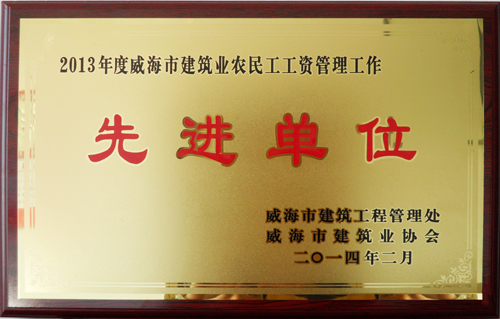 2013年度威海市建筑业农民工工资管理工作
先进单位
威海市建筑工程管理处
威海市建筑业协会
二〇一四年二月